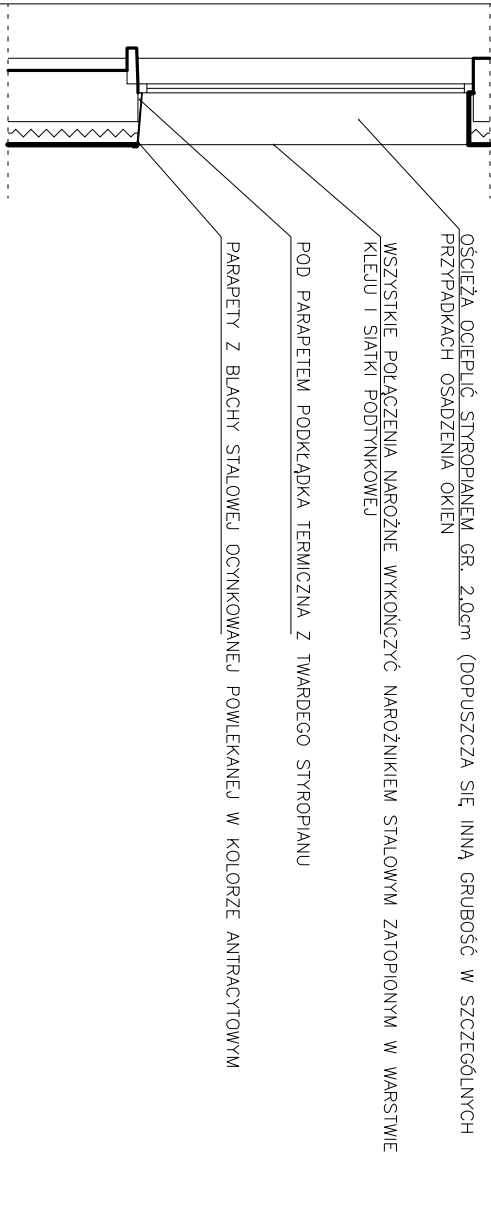 OŚCIEŻA OCIEPLIĆ STYROPIANEM GR. 2,0cm (DOPUSZCZA SIĘ INNĄ GRUBOŚĆ W SZCZEGÓLNYCH
PRZYPADKACH OSADZENIA OKIEN
WSZYSTKIE POŁĄCZENIA NAROŻNE WYKOŃCZYĆ NAROŻNIKIEM STALOWYM ZATOPIONYM W WARSTWIE
KLEJU I SIATKI PODTYNKOWEJ
POD PARAPETEM PODKŁĄDKA TERMICZNA Z TWARDEGO STYROPIANU
PARAPETY Z BLACHY STALOWEJ OCYNKOWANEJ POWLEKANEJ W KOLORZE ANTRACYTOWYM